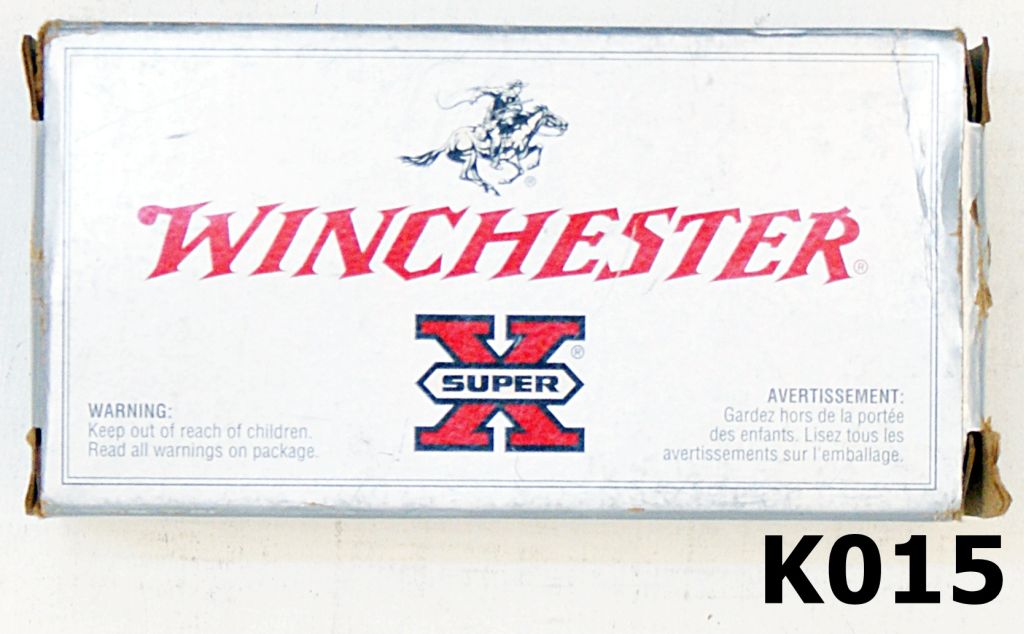 WINCHESTER®
SUPER X®
WARNING:
Keep out of reach of children.
Read all warnings on package.
AVERTISSEMENT:
Gardez hors de la portée
des enfants. Lisez tous les
avertissements sur l'emballage.
K015